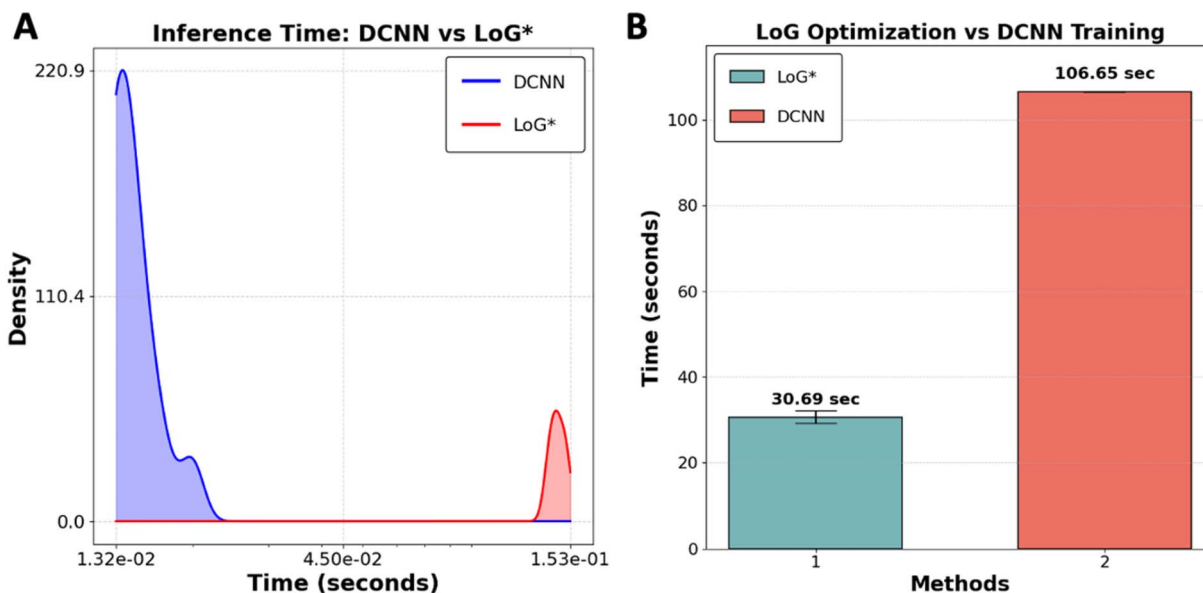 A
Inference Time: DCNN vs LoG*
220.9
DCNN
LoG*
110.4
0.0
Density
1.32e-02
4.50e-02
1.53e-01
Time (seconds)
B
LoG Optimization vs DCNN Training
LoG*
DCNN
106.65 sec
30.69 sec
100
80
60
40
20
0
Time (seconds)
1
2
Methods